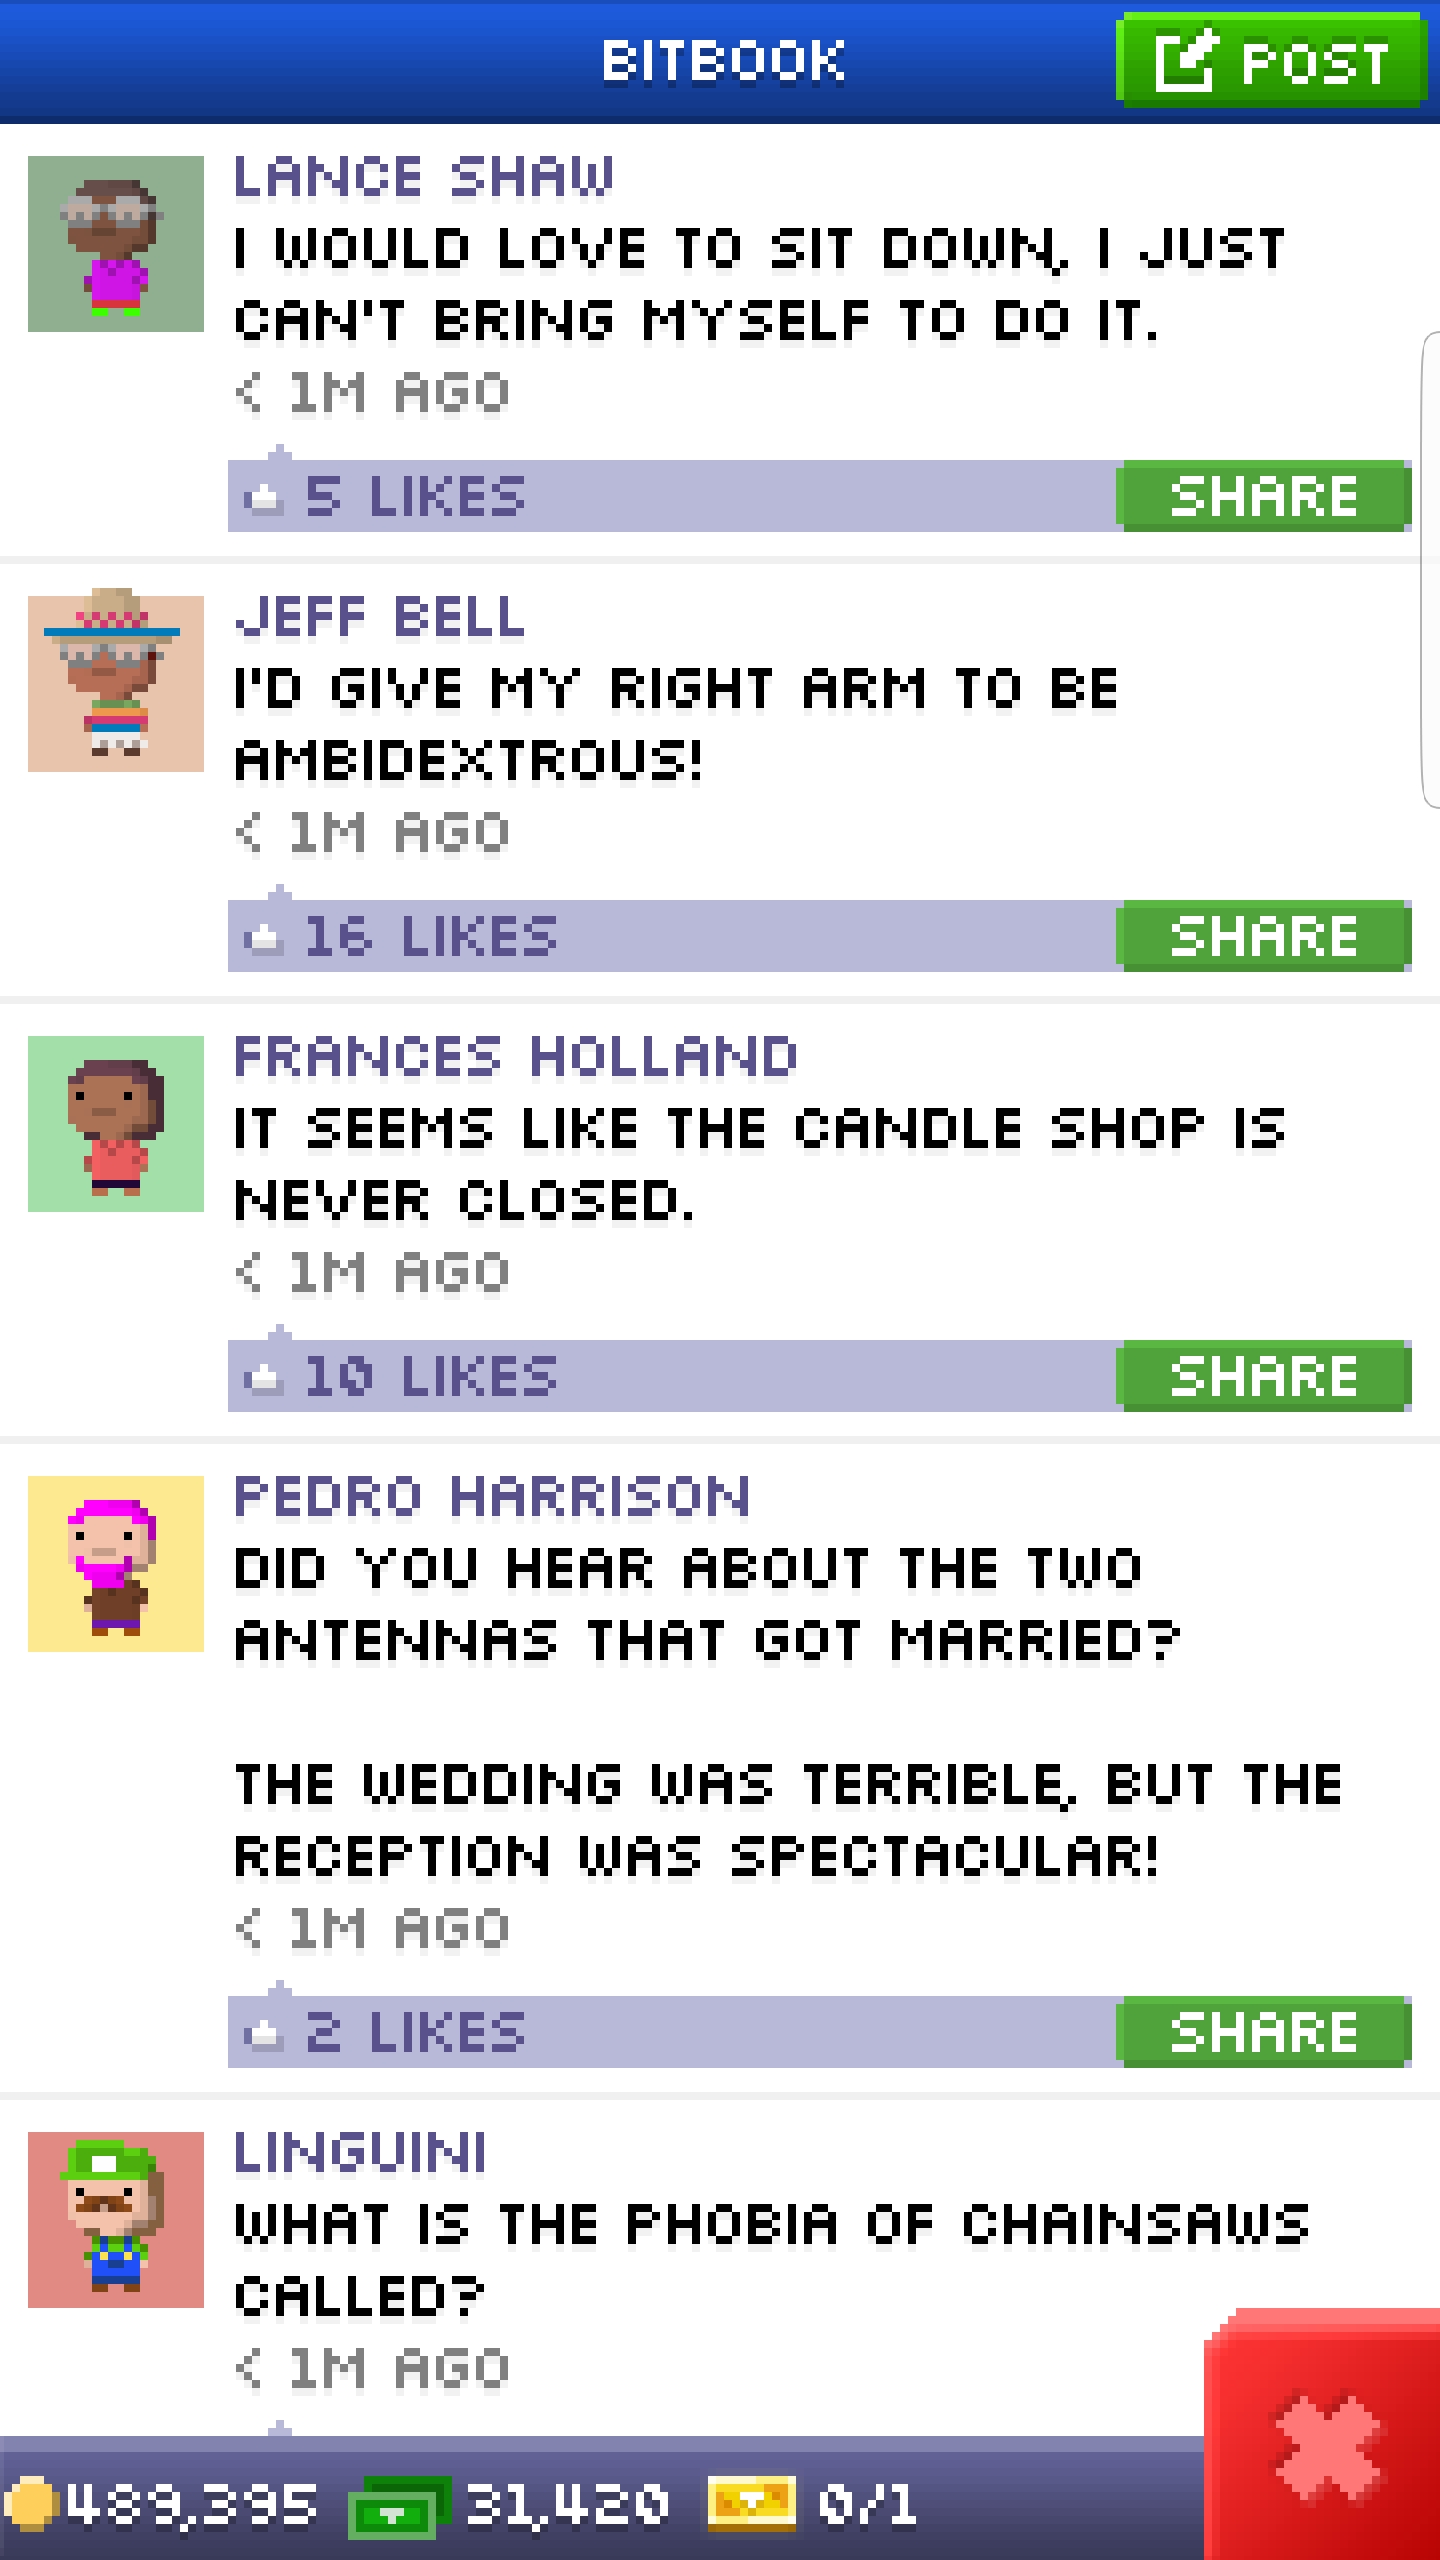 BITBOOK
POST
LANCE SHAW
I WOULD LOVE TO SIT DOWN, I JUST
CAN'T BRING MYSELF TO DO IT.
< 1M AGO
5 LIKES
SHARE
JEFF BELL
I'D GIVE MY RIGHT ARM TO BE
AMBIDEXTROUS!
< 1M AGO
16 LIKES
SHARE
FRANCES HOLLAND
IT SEEMS LIKE THE CANDLE SHOP IS
NEVER CLOSED.
< 1M AGO
10 LIKES
SHARE
PEDRO HARRISON
DID YOU HEAR ABOUT THE TWO
ANTENNAS THAT GOT MARRIED?
THE WEDDING WAS TERRIBLE, BUT THE
RECEPTION WAS SPECTACULAR!
< 1M AGO
2 LIKES
SHARE
LINGUINI
WHAT IS THE PHOBIA OF CHAINSAWS
CALLED?
< 1M AGO
489,395 31,420 0/1